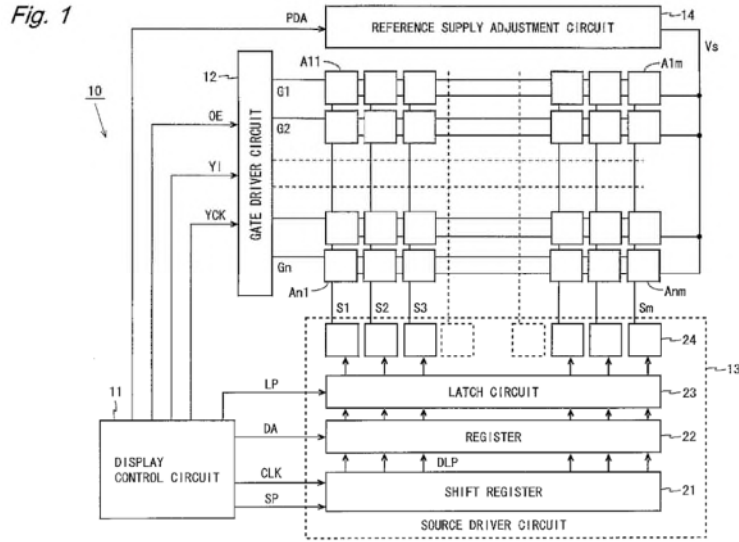 Fig. 1
PDA
REFERENCE SUPPLY ADJUSTMENT CIRCUIT
14
Vs
10
12
A11
A1m
G1
OE
G2
GATE DRIVER CIRCUIT
YI
YCK
Gn
An1
Anm
S1
S2
S3
Sm
24
13
11
LP
LATCH CIRCUIT
23
DA
REGISTER
22
DISPLAY
CONTROL CIRCUIT
DLP
CLK
SHIFT REGISTER
21
SP
SOURCE DRIVER CIRCUIT